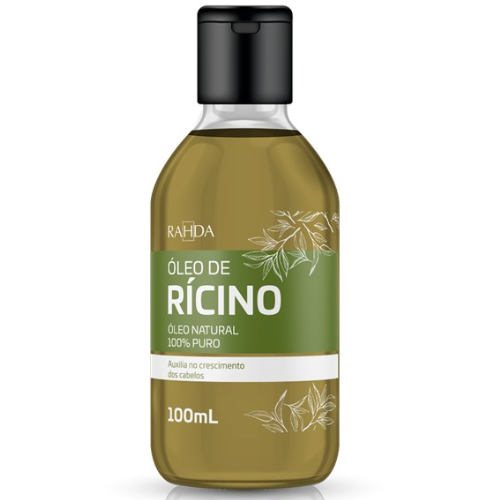 RAHDA
ÓLEO DE
RÍCINO
ÓLEO NATURAL
100% PURO
Auxilia no crescimento
dos cabelos
100mL